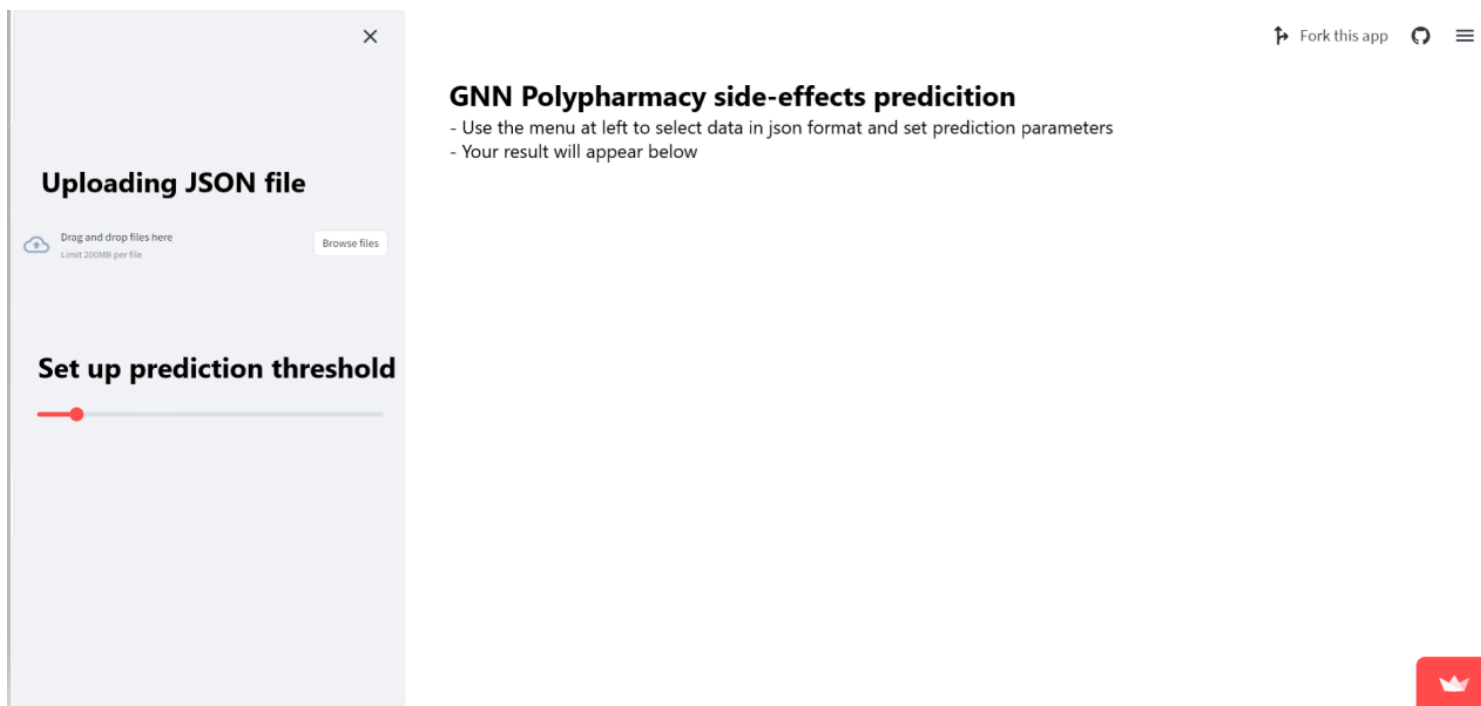 Fork this app
GNN Polypharmacy side-effects predicition
- Use the menu at left to select data in json format and set prediction parameters
- Your result will appear below
Uploading JSON file
Drag and drop files here
Limit 200MB per file
Browse files
Set up prediction threshold